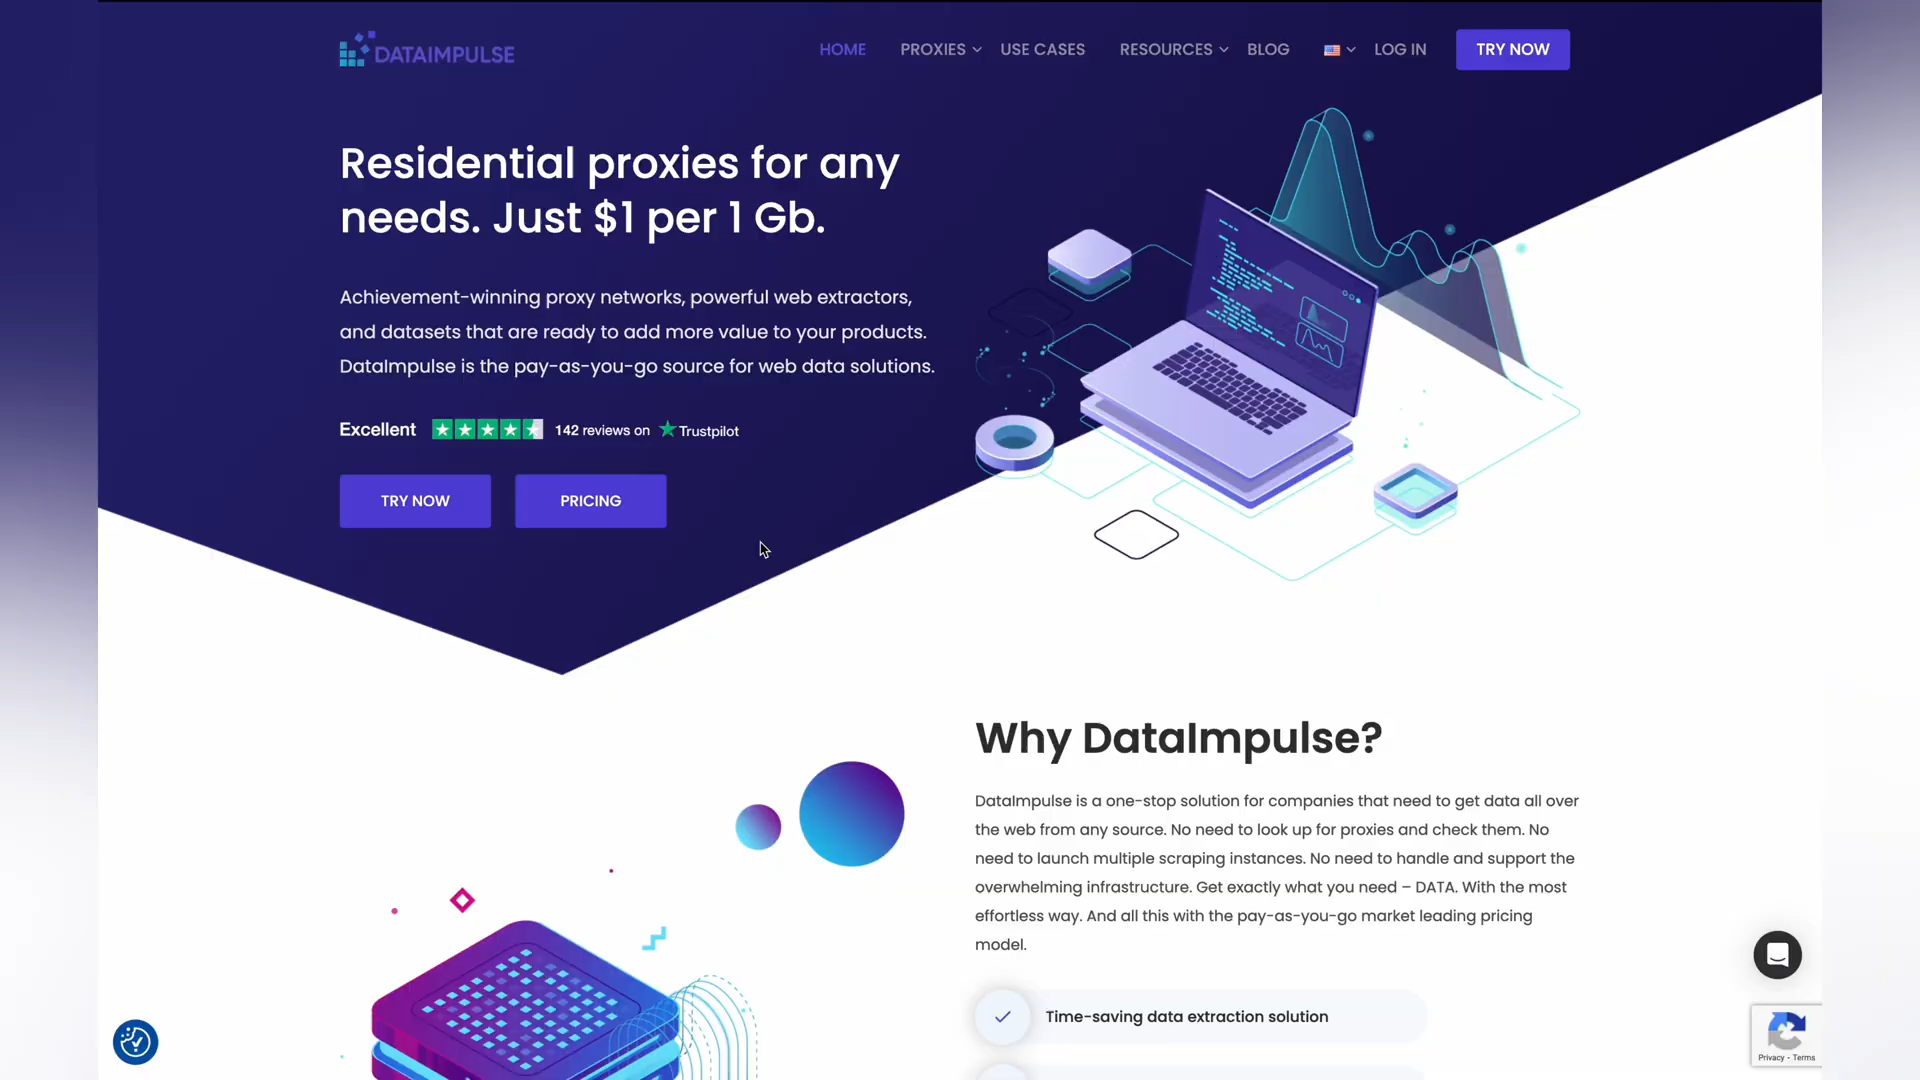 DATAIMPULSE
HOME PROXIES USE CASES RESOURCES BLOG LOG IN TRY NOW
Residential proxies for any
needs. Just $1 per 1 Gb.
Achievement-winning proxy networks, powerful web extractors,
and datasets that are ready to add more value to your products.
DataImpulse is the pay-as-you-go source for web data solutions.
Excellent 142 reviews on Trustpilot
TRY NOW PRICING
Why DataImpulse?
DataImpulse is a one-stop solution for companies that need to get data all over
the web from any source. No need to look up for proxies and check them. No
need to launch multiple scraping instances. No need to handle and support the
overwhelming infrastructure. Get exactly what you need – DATA. With the most
effortless way. And all this with the pay-as-you-go market leading pricing
model.
Time-saving data extraction solution
Privacy - Terms